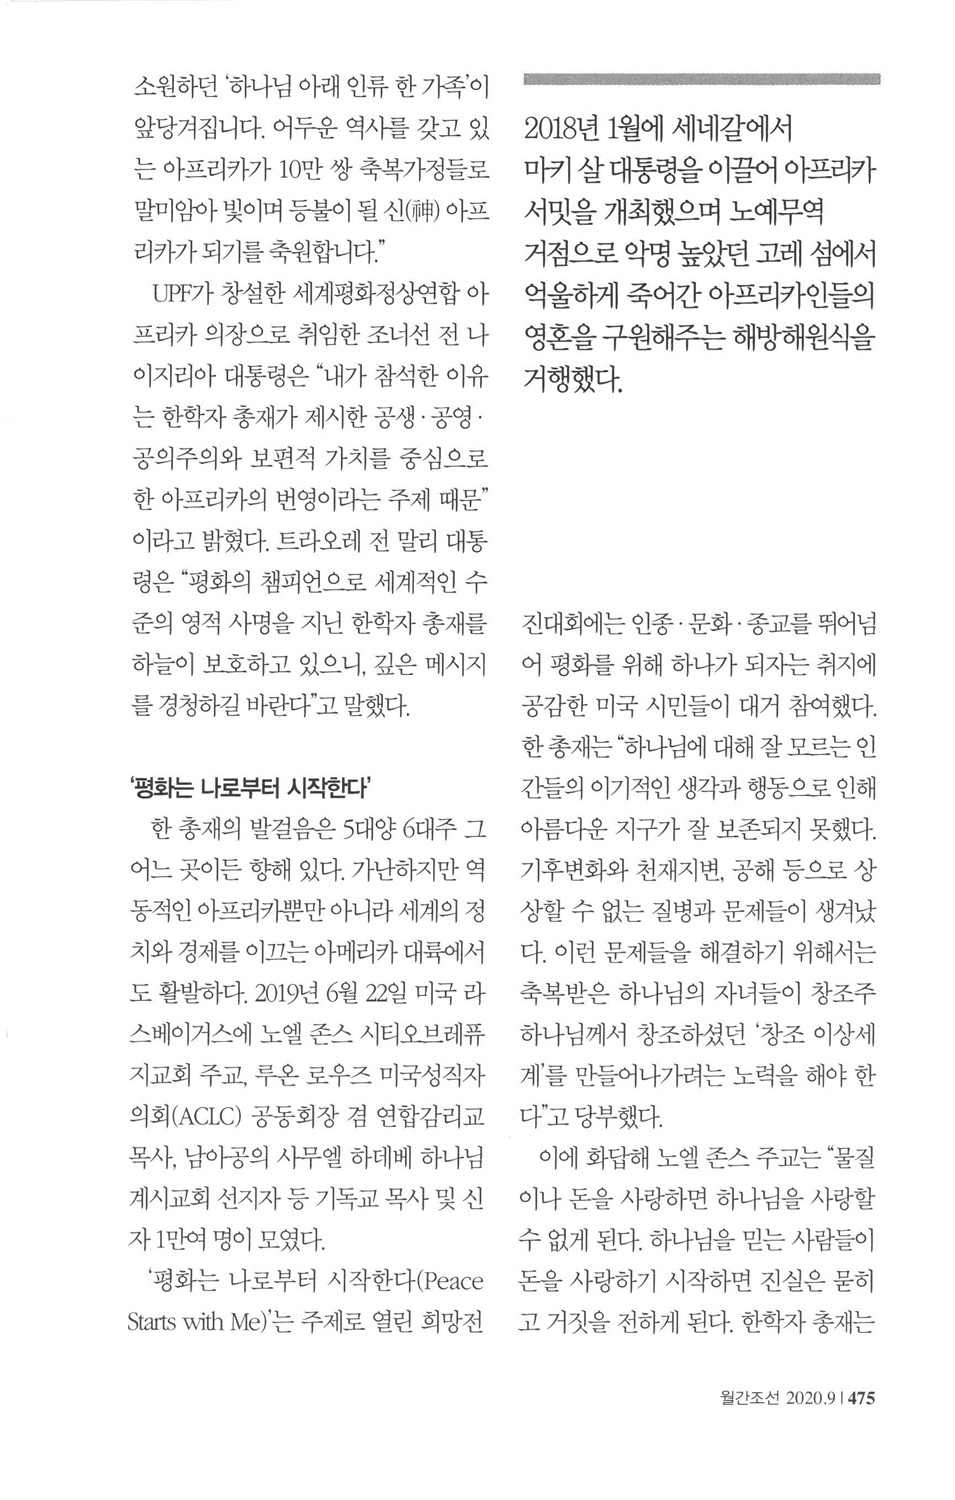 소원하던 ‘하나님 아래 인류 한 가족’이
앞당겨집니다. 어두운 역사를 갖고 있
는 아프리카가 10만 쌍 축복가정들로
말미암아 빛이며 등불이 될 신(神) 아프
리카가 되기를 축원합니다.”
UPF가 창설한 세계평화정상연합 아
프리카 의장으로 취임한 조너선 전 나
이지리아 대통령은 “내가 참석한 이유
는 한학자 총재가 제시한 공생·공영·
공의주의와 보편적 가치를 중심으로
한 아프리카의 번영이라는 주제 때문”
이라고 밝혔다. 트라오레 전 말리 대통
령은 “평화의 챔피언으로 세계적인 수
준의 영적 사명을 지닌 한학자 총재를
하늘이 보호하고 있으니, 깊은 메시지
를 경청하길 바란다”고 말했다.
‘평화는 나로부터 시작한다’
한 총재의 발걸음은 5대양 6대주 그
어느 곳이든 향해 있다. 가난하지만 역
동적인 아프리카뿐만 아니라 세계의 정
치와 경제를 이끄는 아메리카 대륙에서
도 활발하다. 2019년 6월 22일 미국 라
스베이거스에 노엘 존스 시티오브레퓨
지교회 주교, 루온 로우즈 미국성직자
의회(ACLC) 공동회장 겸 연합감리교
목사, 남아공의 사무엘 하데베 하나님
계시교회 선지자 등 기독교 목사 및 신
자 1만여 명이 모였다.
‘평화는 나로부터 시작한다(Peace
Starts with Me)’는 주제로 열린 희망전
2018년 1월에 세네갈에서
마키 살 대통령을 이끌어 아프리카
서밋을 개최했으며 노예무역
거점으로 악명 높았던 고레 섬에서
억울하게 죽어간 아프리카인들의
영혼을 구원해주는 해방해원식을
거행했다.
진대회에는 인종·문화·종교를 뛰어넘
어 평화를 위해 하나가 되자는 취지에
공감한 미국 시민들이 대거 참여했다.
한 총재는 “하나님에 대해 잘 모르는 인
간들의 이기적인 생각과 행동으로 인해
아름다운 지구가 잘 보존되지 못했다.
기후변화와 천재지변, 공해 등으로 상
상할 수 없는 질병과 문제들이 생겨났
다. 이런 문제들을 해결하기 위해서는
축복받은 하나님의 자녀들이 창조주
하나님께서 창조하셨던 ‘창조 이상세
계’를 만들어나가려는 노력을 해야 한
다”고 당부했다.
이에 화답해 노엘 존스 주교는 “물질
이나 돈을 사랑하면 하나님을 사랑할
수 없게 된다. 하나님을 믿는 사람들이
돈을 사랑하기 시작하면 진실은 묻히
고 거짓을 전하게 된다. 한학자 총재는
월간조선 2020.9 | 475